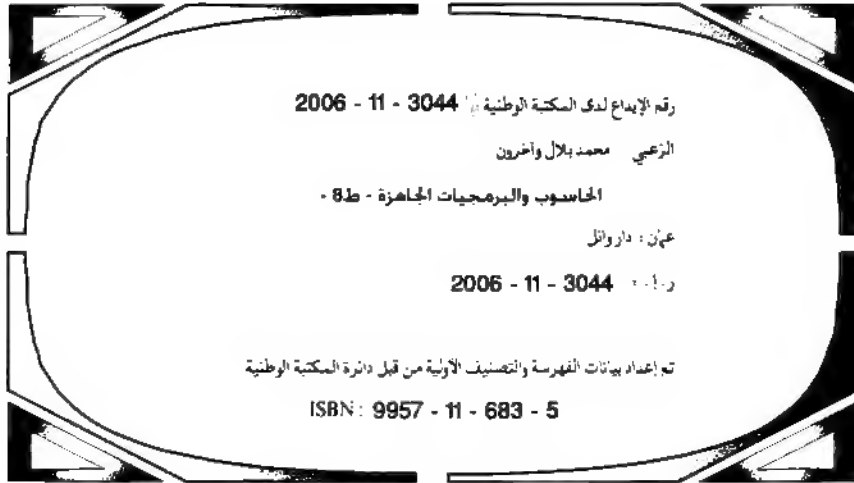 رقم الإيداع لدى المكتبة الوطنية 3044 - 11 - 2006
الزعبي محمد بلال وآخرون
الحاسوب والبرمجيات الجاهزة - ط8 -
عمان : دار وائل
3044 - 11 - 2006
تم إعداد بيانات الفهرسة والتصنيف الأولية من قبل دائرة المكتبة الوطنية
ISBN : 9957 - 11 - 683 - 5